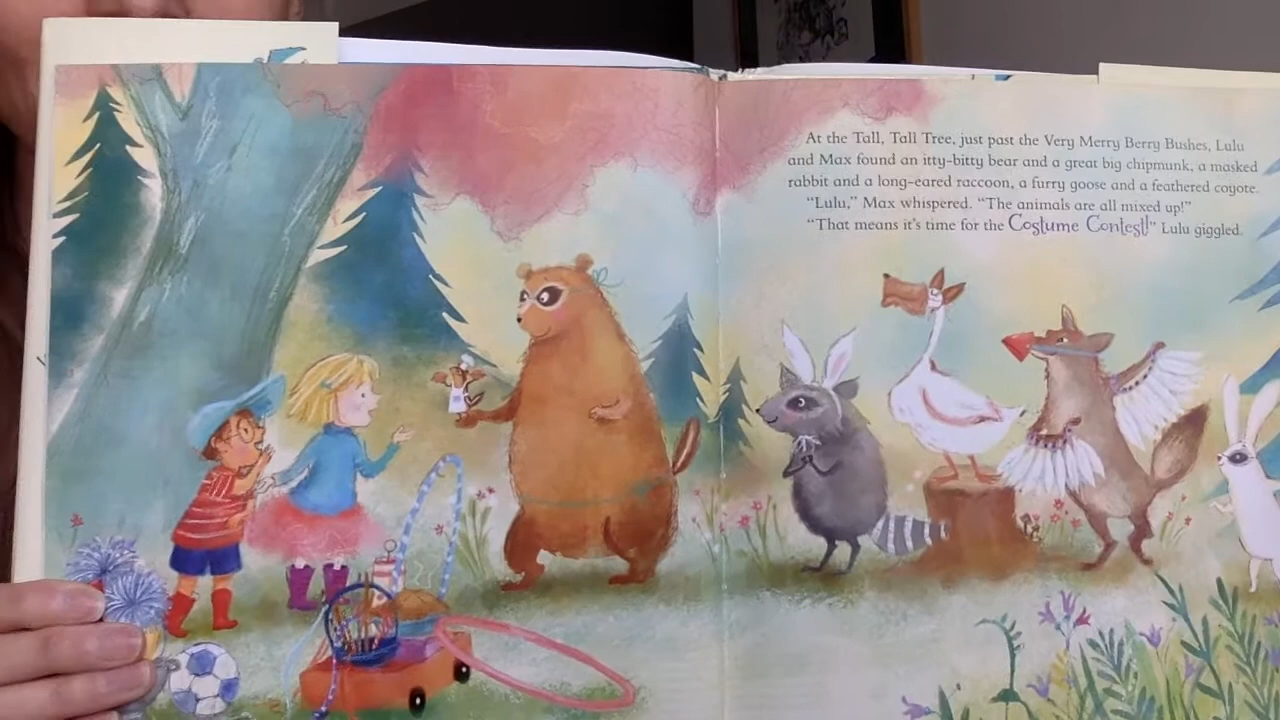 At the Tall, Tall Tree, just past the Very Merry Berry Bushes, Lulu
and Max found an itty-bitty bear and a great big chipmunk, a masked
rabbit and a long-eared raccoon, a furry goose and a feathered coyote.
“Lulu,” Max whispered. “The animals are all mixed up!”
“That means it’s time for the Costume Contest!” Lulu giggled.